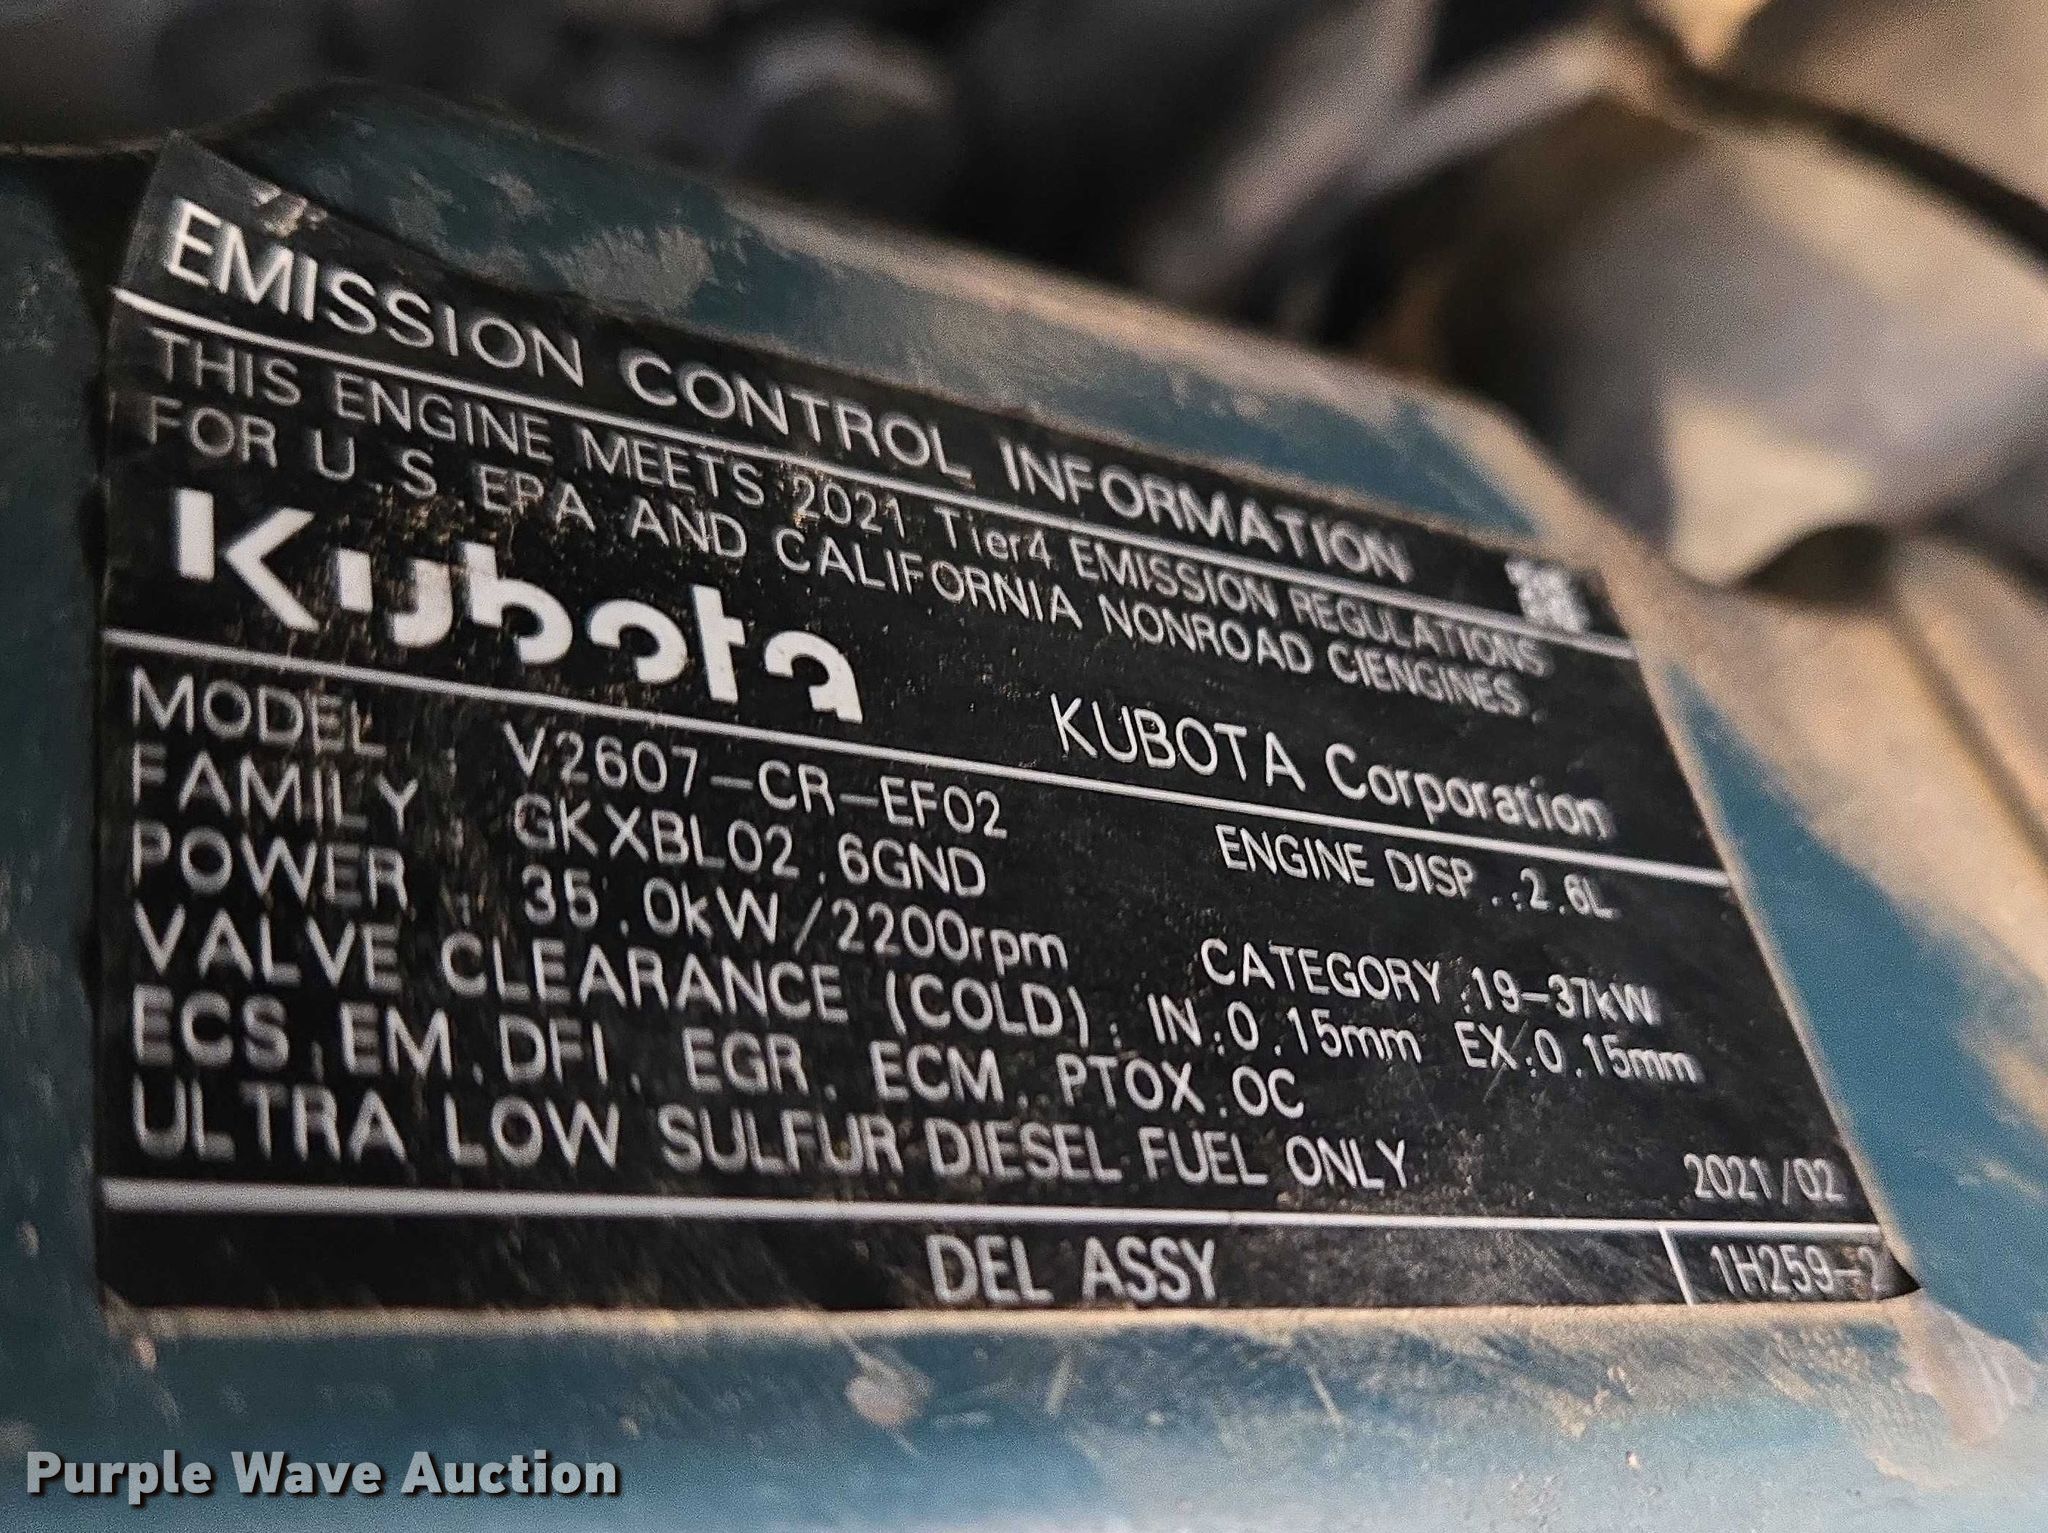 EMISSION CONTROL INFORMATION
THIS ENGINE MEETS 2021 Tier4 EMISSION REGULATIONS
FOR U.S EPA AND CALIFORNIA NONROAD CIENGINES.
Kubota KUBOTA Corporation
MODEL : V2607-CR-EF02 ENGINE DISP.:2.6L
FAMILY : GKXBL02.6GND
POWER : 35.0kW/2200rpm CATEGORY :19-37kW
VALVE CLEARANCE (COLD): IN:0.15mm EX:0.15mm
ECS:EM.DFI. EGR. ECM. PTOX.OC
ULTRA LOW SULFUR DIESEL FUEL ONLY
2021/02
DEL ASSY 1H259-2
Purple Wave Auction